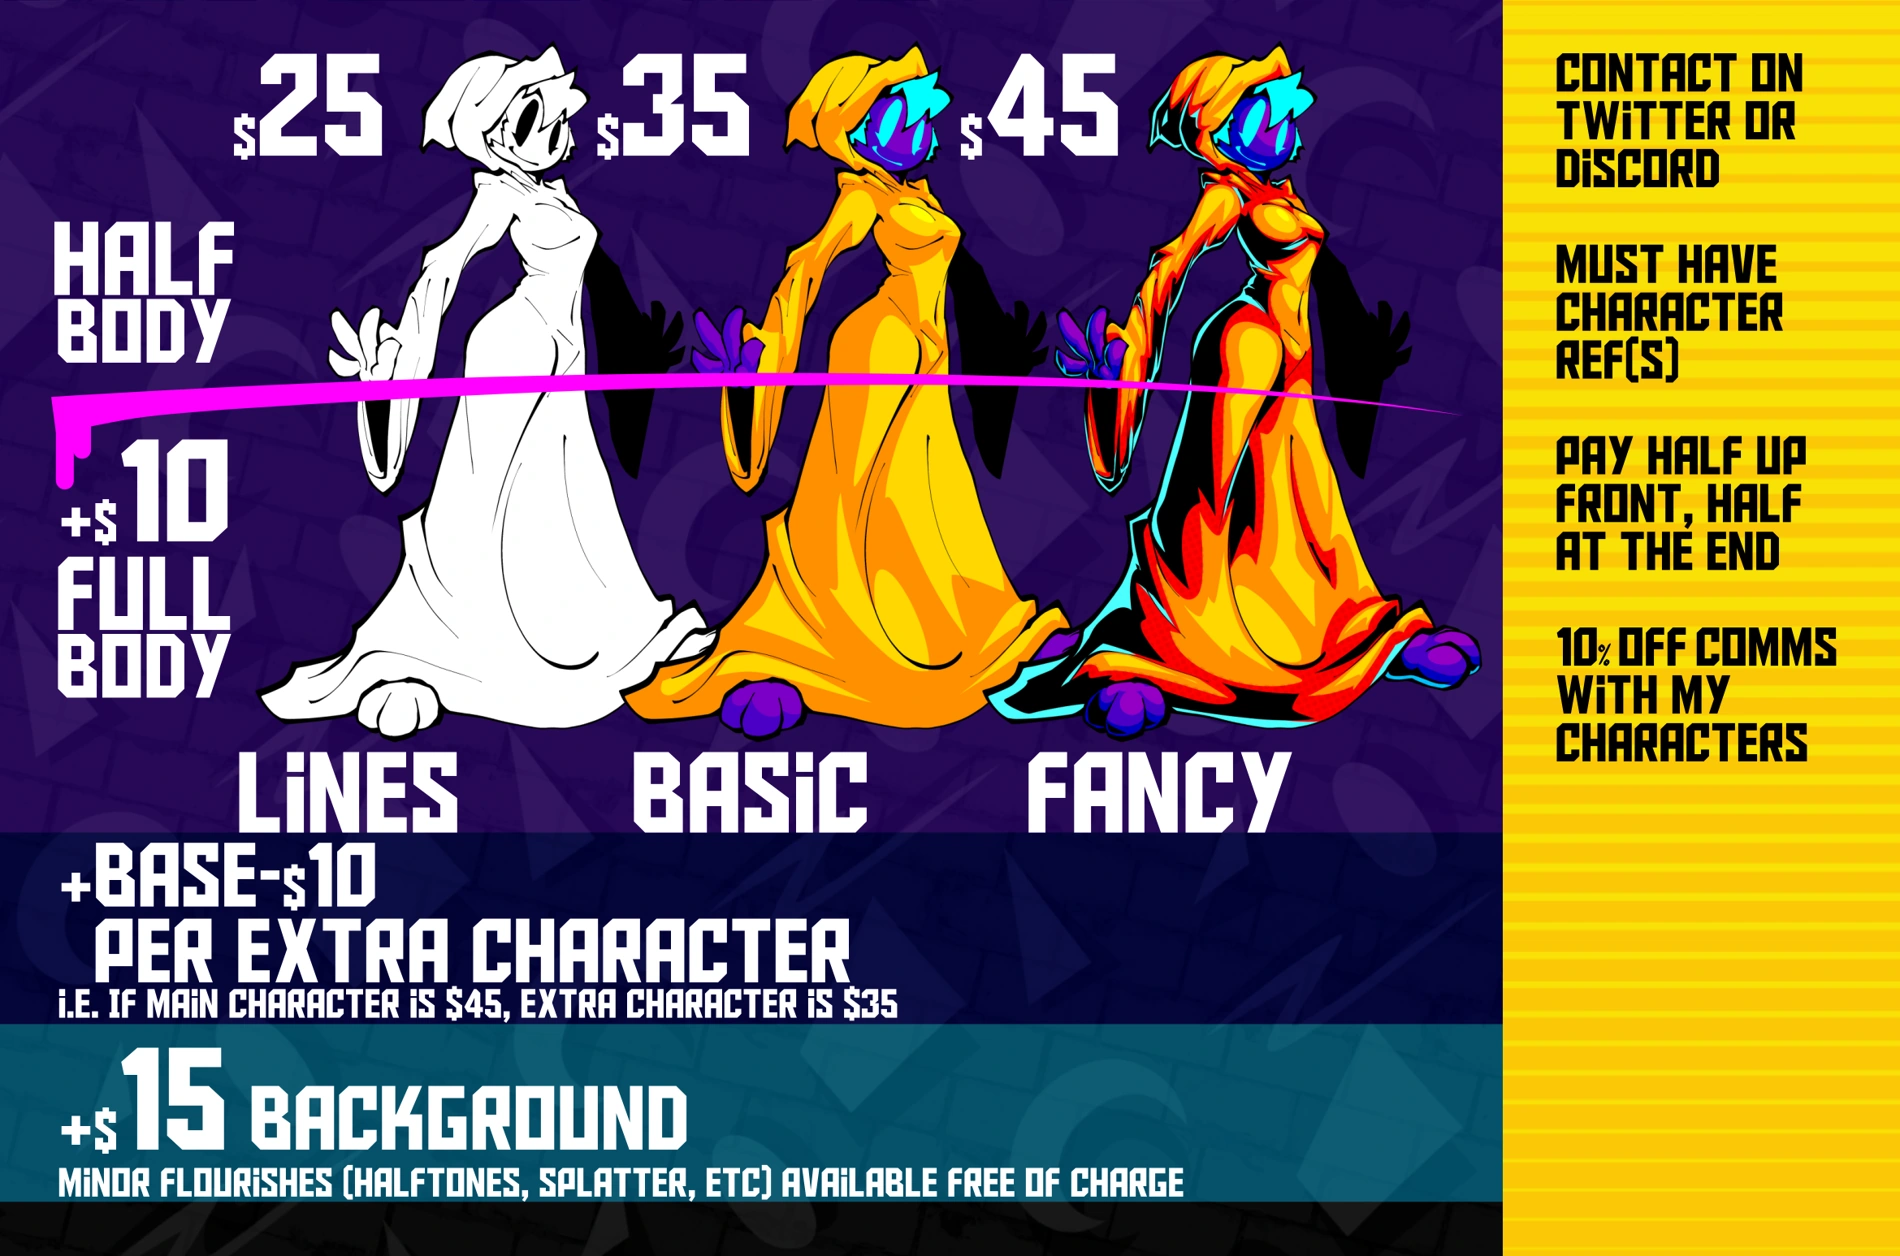 $25
$35
$45
HALF
BODY
+$10
FULL
BODY
LiNES
BASiC
FANCY
+BASE-$10
PER EXTRA CHARACTER
i.E. IF MAiN CHARACTER iS $45, EXTRA CHARACTER iS $35
+$15 BACKGROUND
MiNOR FLOURiSHES (HALFTONES, SPLATTER, ETC) AVAiLABLE FREE OF CHARGE
CONTACT ON
TWiTTER OR
DiSCORD
MUST HAVE
CHARACTER
REF(S)
PAY HALF UP
FRONT, HALF
AT THE END
10% OFF COMMS
WiTH MY
CHARACTERS